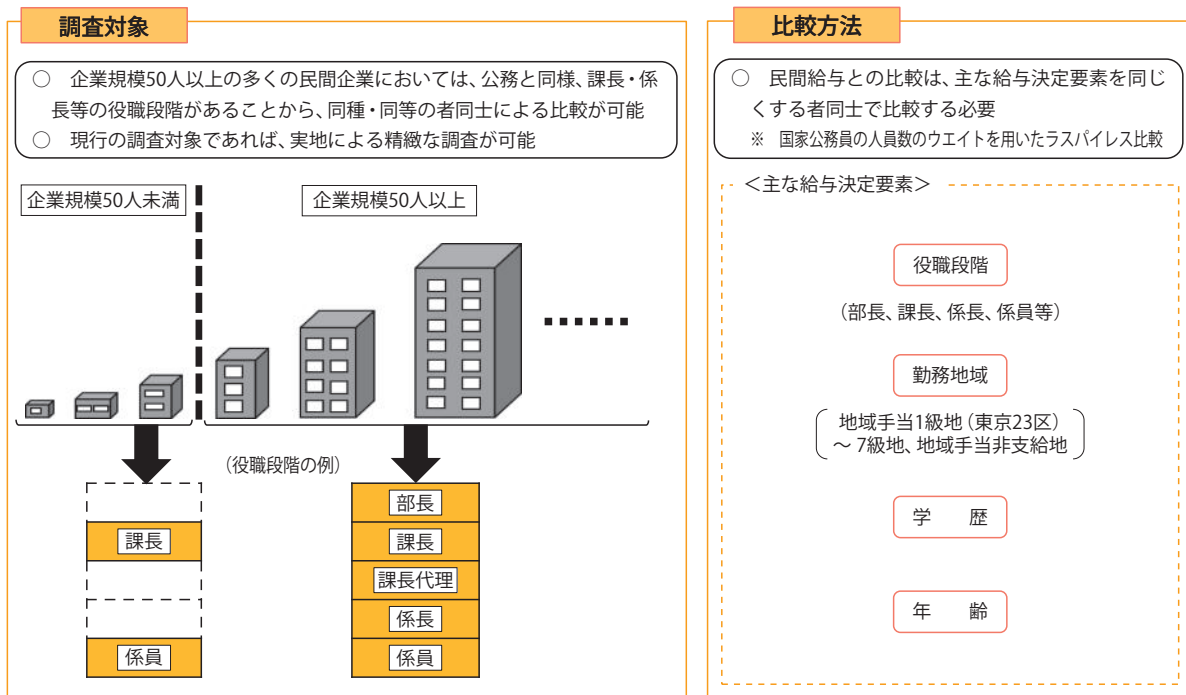 調査対象
○ 企業規模50人以上の多くの民間企業においては、公務と同様、課長・係
長等の役職段階があることから、同種・同等の者同士による比較が可能
○ 現行の調査対象であれば、実地による精緻な調査が可能
企業規模50人未満
企業規模50人以上
……
（役職段階の例）
課長
係員
部長
課長
課長代理
係長
係員
比較方法
○ 民間給与との比較は、主な給与決定要素を同じ
くする者同士で比較する必要
※ 国家公務員の人員数のウエイトを用いたラスパイレス比較
＜主な給与決定要素＞
役職段階
（部長、課長、係長、係員等）
勤務地域
地域手当1級地（東京23区）
～ 7級地、地域手当非支給地
学　歴
年　齢